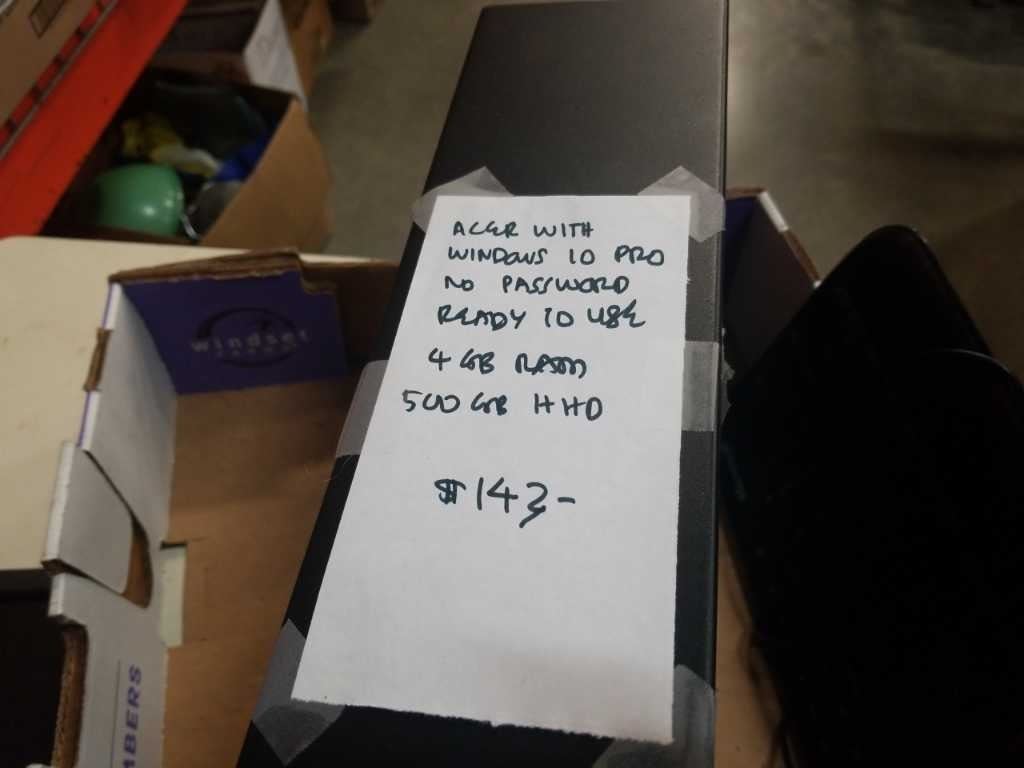 ACER WITH
WINDOWS 10 PRO
NO PASSWORD
READY TO USE
4 GB RAM
500 GB HHD
$143-
windset
FARMS
MBERS